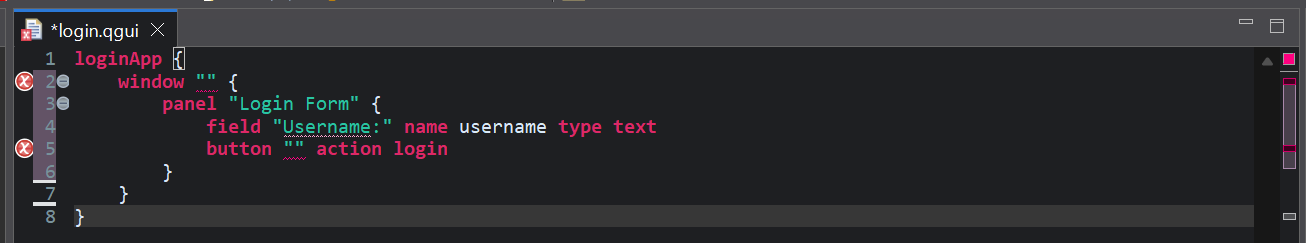 *login.qgui
1 loginApp {
2 window "" {
3 panel "Login Form" {
4 field "Username:" name username type text
5 button "" action login
6 }
7 }
8 }